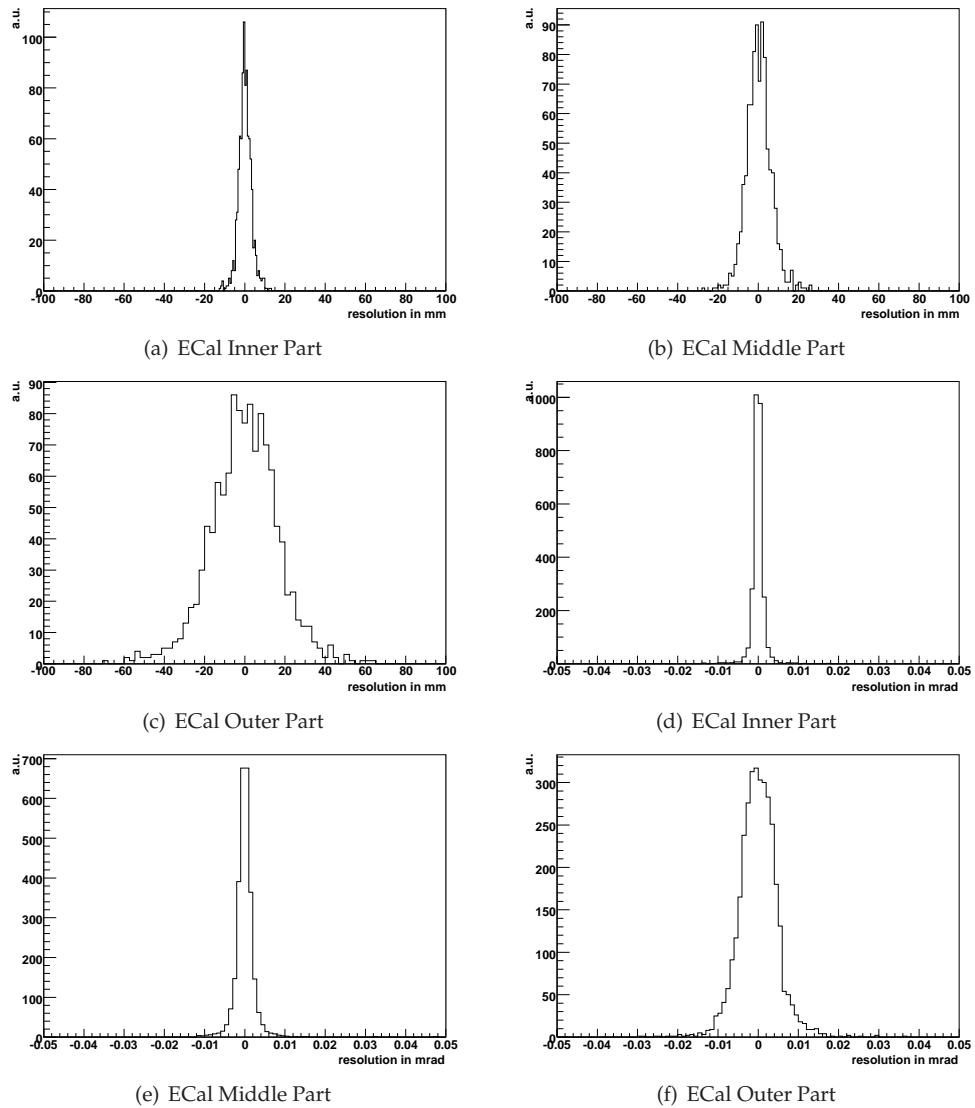 a.u.
100
80
60
40
20
0
-100 -80 -60 -40 -20 0 20 40 60 80 100
resolution in mm
(a) ECal Inner Part
a.u.
90
80
70
60
50
40
30
20
10
0
-100 -80 -60 -40 -20 0 20 40 60 80 100
resolution in mm
(b) ECal Middle Part
a.u.
90
80
70
60
50
40
30
20
10
0
-100 -80 -60 -40 -20 0 20 40 60 80 100
resolution in mm
(c) ECal Outer Part
a.u.
1000
800
600
400
200
0
-0.05 -0.04 -0.03 -0.02 -0.01 0 0.01 0.02 0.03 0.04 0.05
resolution in mrad
(d) ECal Inner Part
a.u.
700
600
500
400
300
200
100
0
-0.05 -0.04 -0.03 -0.02 -0.01 0 0.01 0.02 0.03 0.04 0.05
resolution in mrad
(e) ECal Middle Part
a.u.
300
250
200
150
100
50
0
-0.05 -0.04 -0.03 -0.02 -0.01 0 0.01 0.02 0.03 0.04 0.05
resolution in mrad
(f) ECal Outer Part